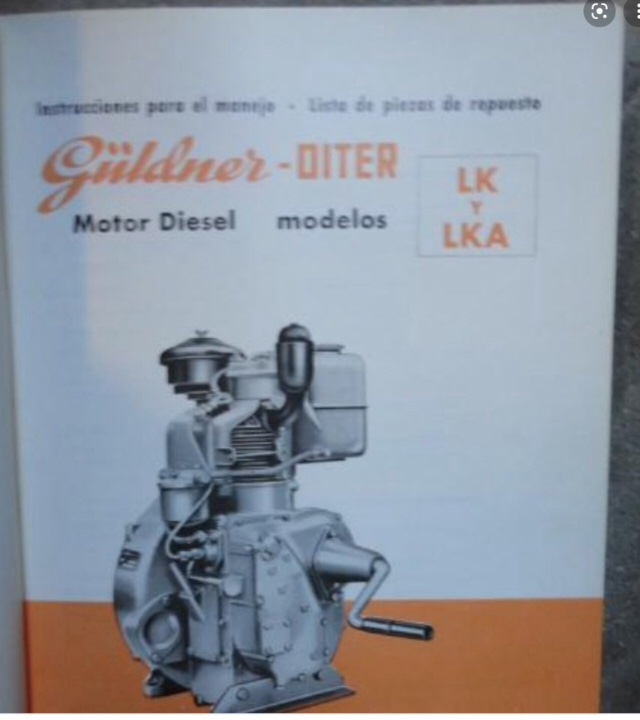 Instrucciones para el manejo - Lista de piezas de repuesto
Güldner-DITER
Motor Diesel modelos
LK
Y
LKA